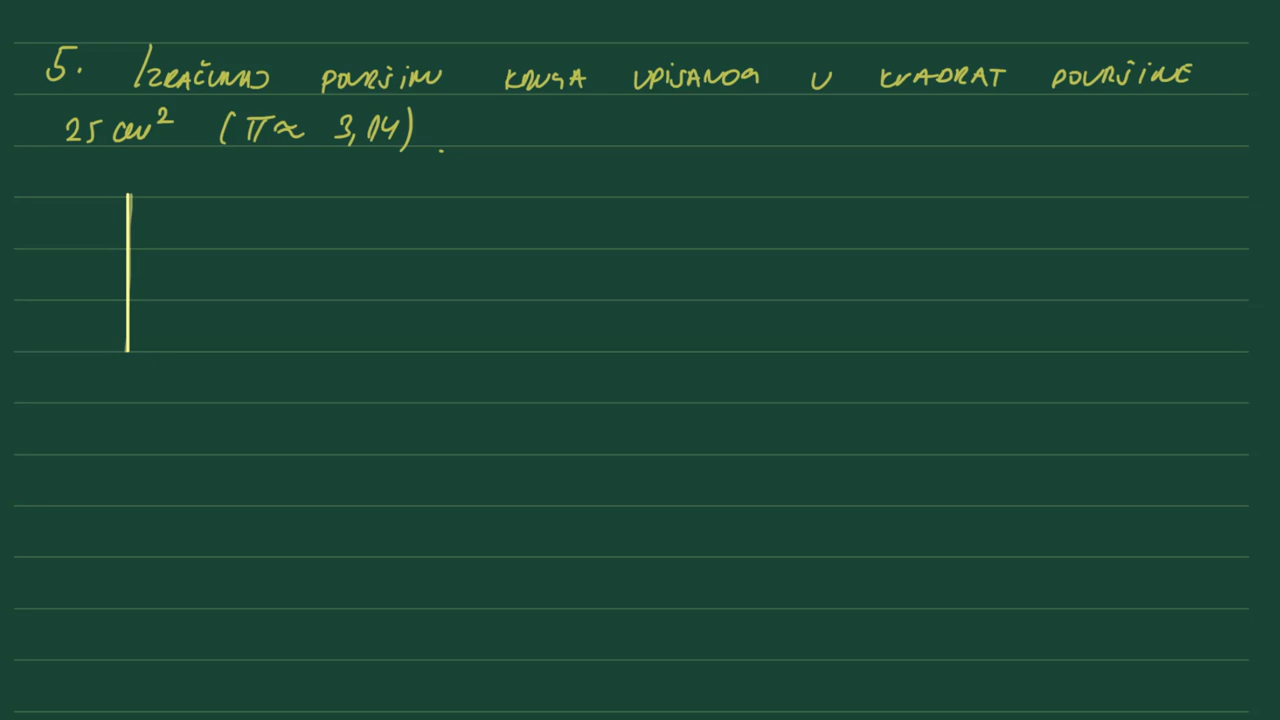 5. Izračunaj površinu kruga upisanog u kvadrat površine
25 cm² (π ≈ 3,14).